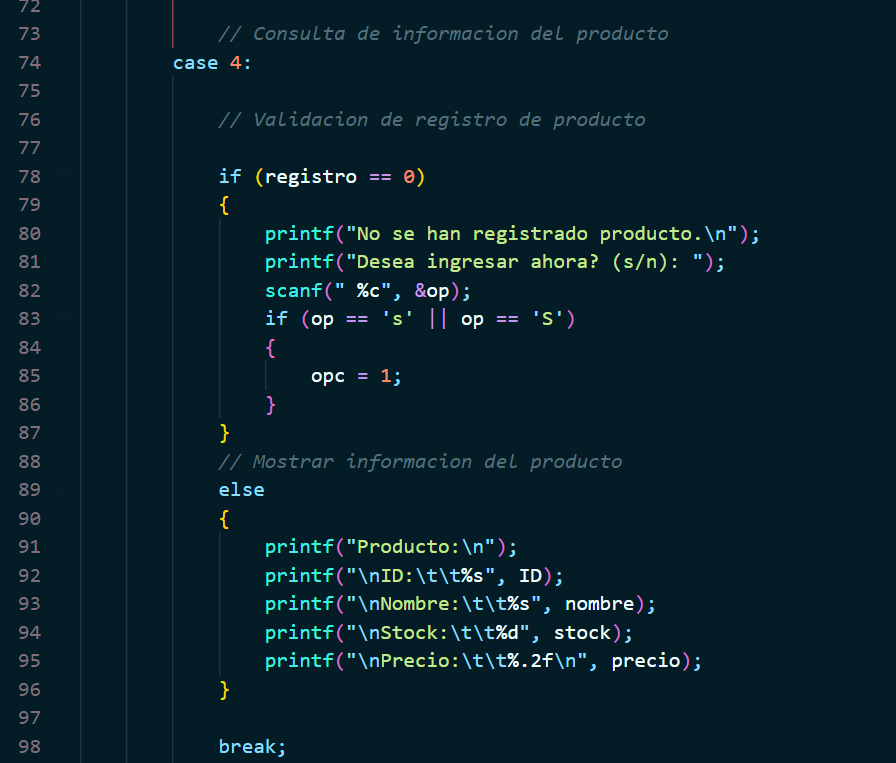 72
73 // Consulta de informacion del producto
74 case 4:
75
76 // Validacion de registro de producto
77
78 if (registro == 0)
79 {
80 printf("No se han registrado producto.\n");
81 printf("Desea ingresar ahora? (s/n): ");
82 scanf(" %c", &op);
83 if (op == 's' || op == 'S')
84 {
85 opc = 1;
86 }
87 }
88 // Mostrar informacion del producto
89 else
90 {
91 printf("Producto:\n");
92 printf("\nID:\t\t%s", ID);
93 printf("\nNombre:\t\t%s", nombre);
94 printf("\nStock:\t\t%d", stock);
95 printf("\nPrecio:\t\t%.2f\n", precio);
96 }
97
98 break;